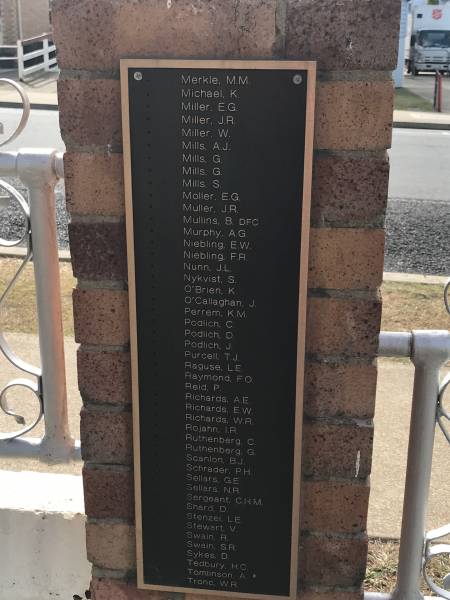 Merkle, M.M.
Michael, K.
Miller, E.G.
Miller, J.R.
Miller, W.
Mills, A.J.
Mills, G.
Mills, G.
Mills, S.
Moller, E.G.
Muller, J.R.
Mullins, B. DFC
Murphy, A.G.
Niebling, E.W.
Niebling, F.R.
Nunn, J.L.
Nykvist, S.
O'Brien, K.
O'Callaghan, J.
Perrem, K.M.
Podlich, C.
Podlich, D.
Podlich, J.
Purcell, T.J.
Raguse, L.E.
Raymond, F.O.
Reid, P.
Richards, A.E.
Richards, E.W.
Richards, W.R.
Rojahn, I.R.
Ruthenberg, C.
Ruthenberg, G.
Scanlon, B.J.
Schrader, P.H.
Sellars, G.E.
Sellars, N.R.
Sergeant, C.H.M.
Shard, D.
Stenzel, L.E.
Stewart, V.
Swain, R.
Swain, S.R.
Sykes, D.
Tedbury, H.C.
Tomlinson, A. *
Tronc, W.R.